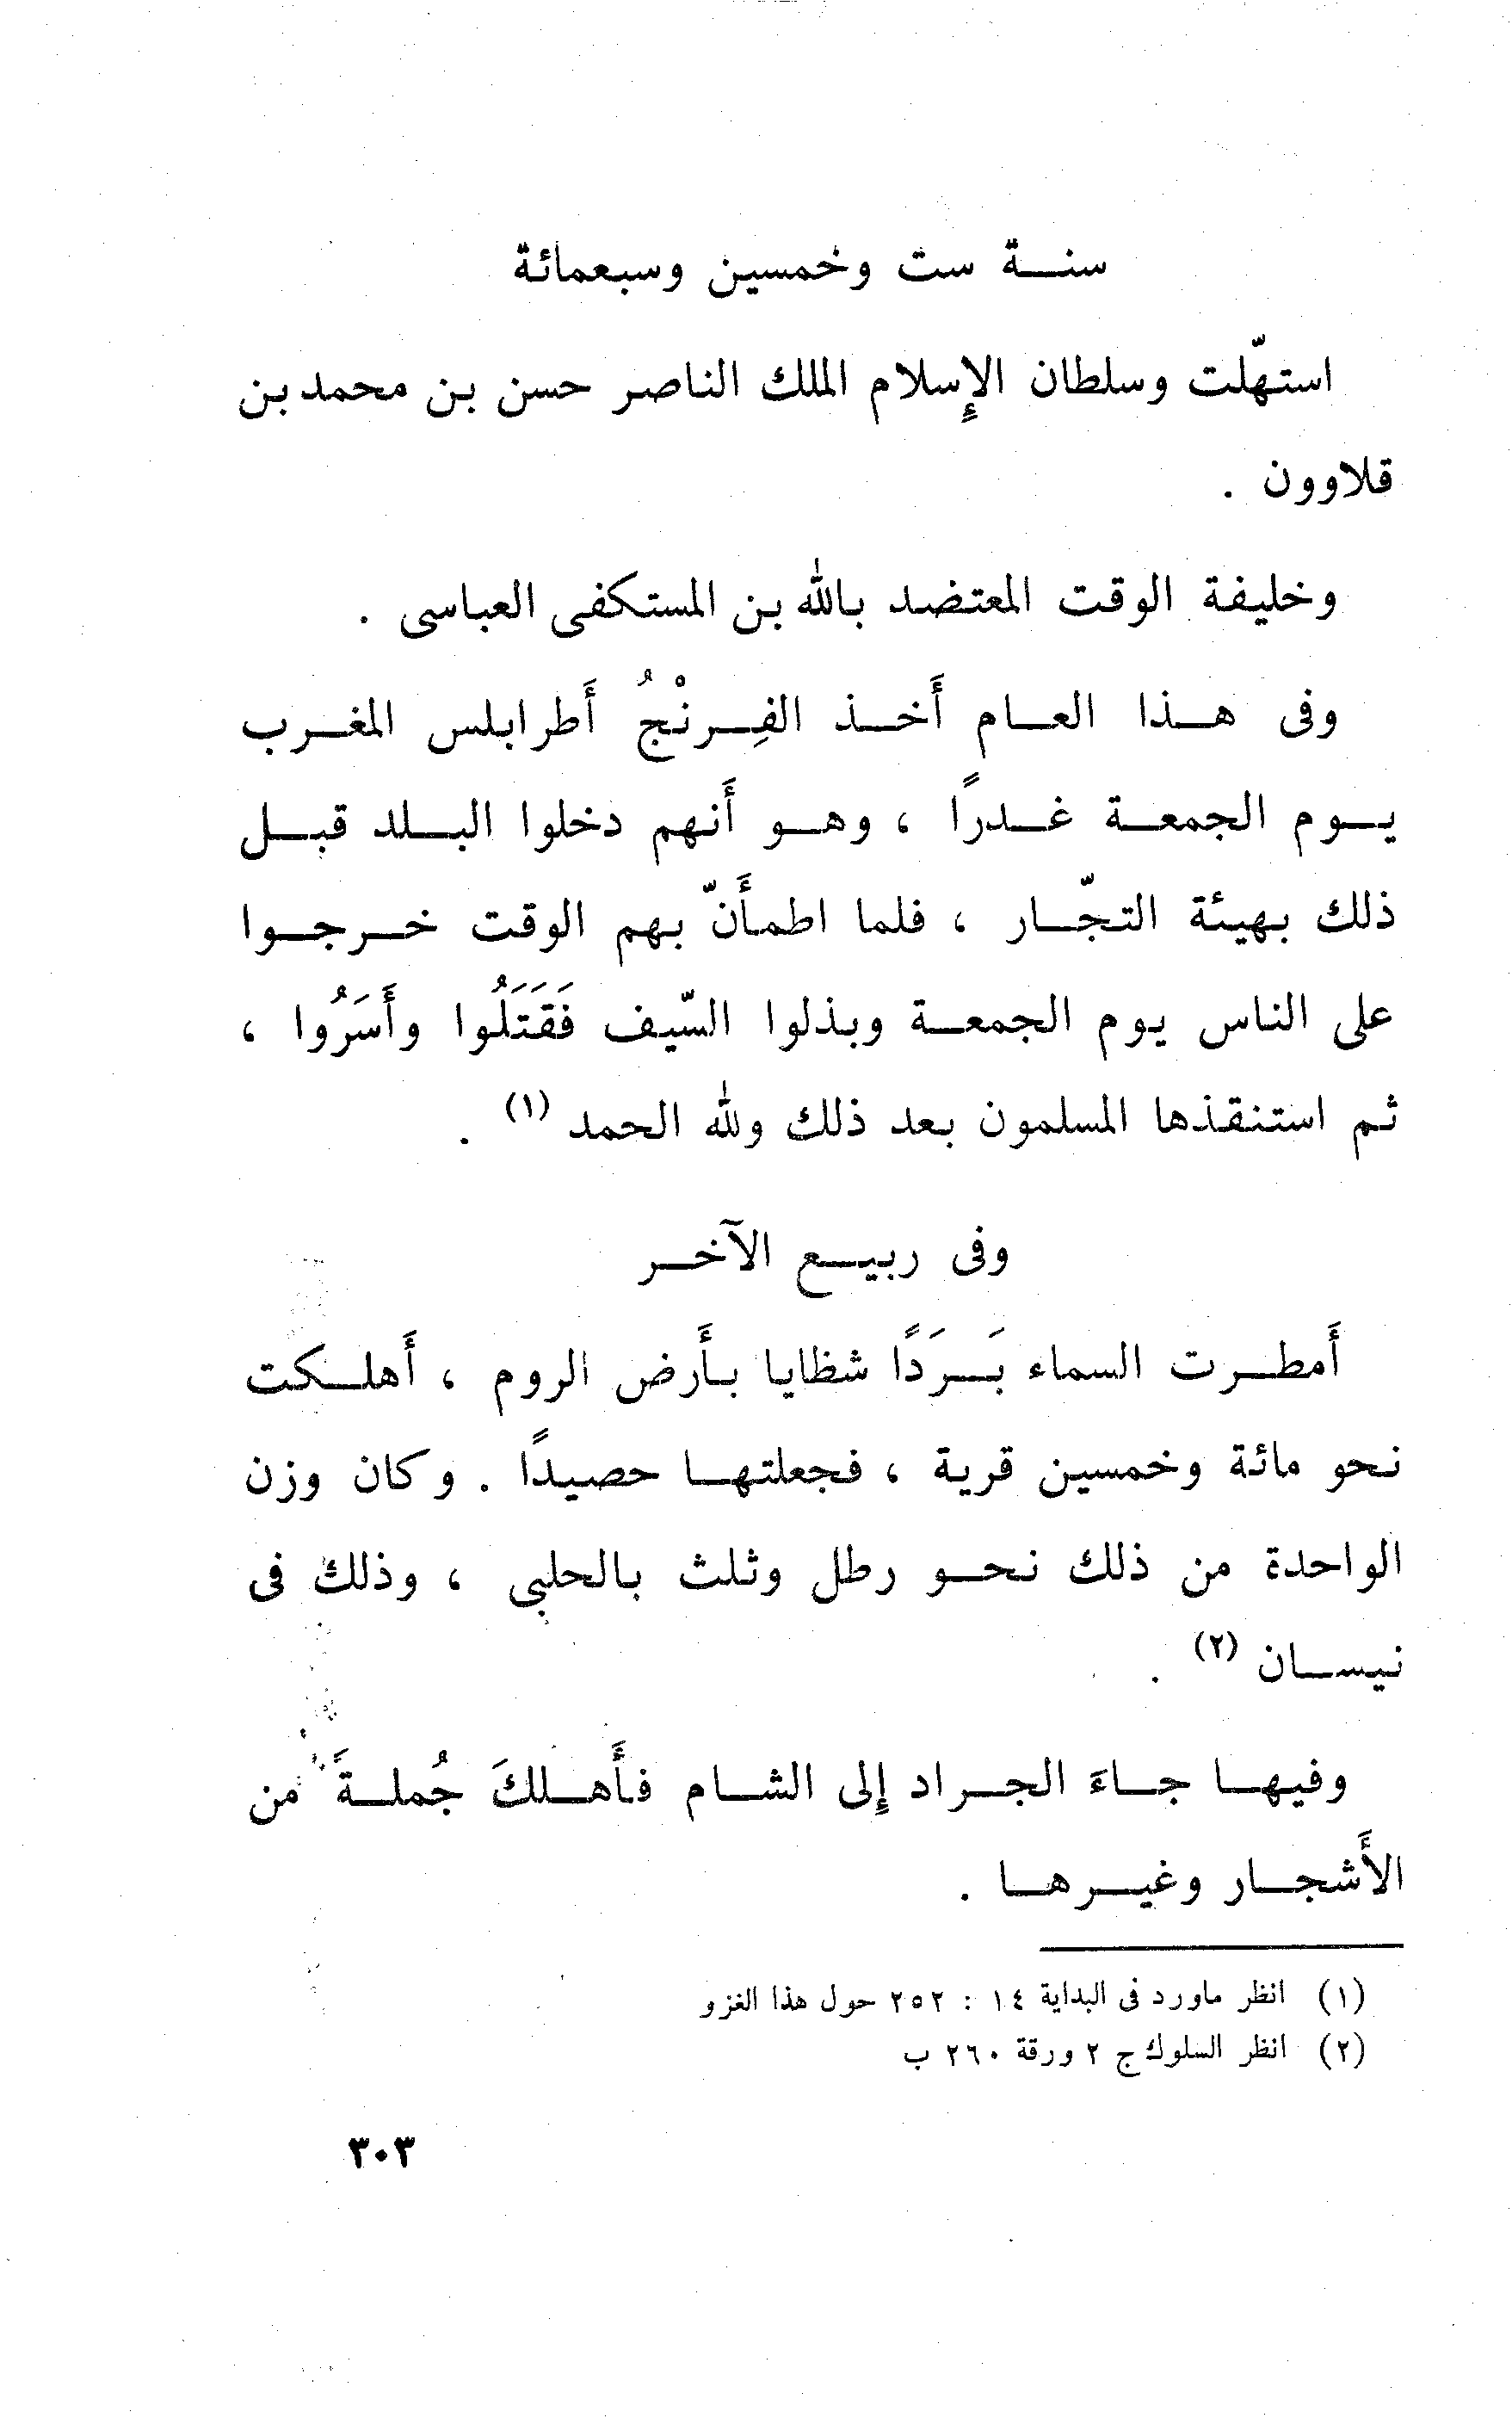 سنة ست وخمسين وسبعمائة
استهّلت وسلطان الإسلام الملك الناصر حسن بن محمد بن
قلاوون .
وخليفة الوقت المعتضد بالله بن المستكفى العباسى .
وفى هذا العام أَخذ الفِرنْجُ أَطرابلس المغرب
يوم الجمعة غدرًا ، وهو أَنهم دخلوا البلد قبل
ذلك بهيئة التجّار ، فلما اطمأَنّ بهم الوقت خرجوا
على الناس يوم الجمعة وبذلوا السّيف فَقَتَلُوا وأَسَرُوا ،
ثم استنقذها المسلمون بعد ذلك ولله الحمد (١) .
وفى ربيع الآخر
أَمطرت السماء بَرَدًا شظايا بأَرض الروم ، أَهلكت
نحو مائة وخمسين قرية ، فجعلتها حصيدًا . وكان وزن
الواحدة من ذلك نحو رطل وثلث بالحلبى ، وذلك فى
نيسان (٢) .
وفيها جاءَ الجراد إلى الشام فأَهلكَ جُملةً من
الأَشجار وغيرها .
(١) انظر ماورد فى البداية ١٤ : ٢٥٢ حول هذا الغزو
(٢) انظر السلوك ج ٢ ورقة ٢٦٠ ب
٣٠٣